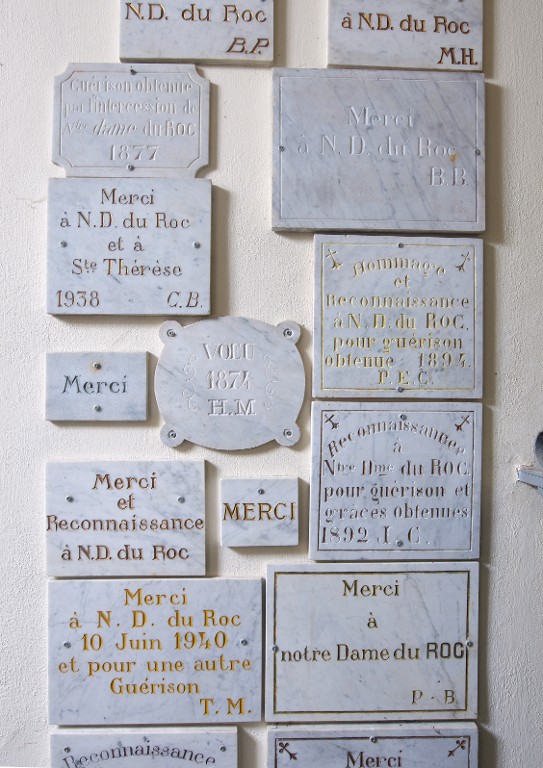 N.D. du Roc
B.P.
à N.D. du Roc
M.H.
Guérison obtenue
par l'intercession de
Ntre dame du ROC
1877
Merci
à N. D. du Roc
B.B.
Merci
à N.D. du Roc
et à
Ste Thérèse
1938 C.B.
Hommage
et
Reconnaissance
à N.D. du ROC,
pour guérison
obtenue 1894
P.E.C.
Merci
VOEU
1874
H.M
Reconnaissance
à
Ntre Dme du ROC
pour guérison et
grâces obtenues
1892 J.C.
Merci
et
Reconnaissance
à N.D. du Roc
MERCI
Merci
à N. D. du Roc
10 Juin 1940
et pour une autre
Guérison
T.M.
Merci
à
notre Dame du ROC
P.B.
Reconnaissance
Merci